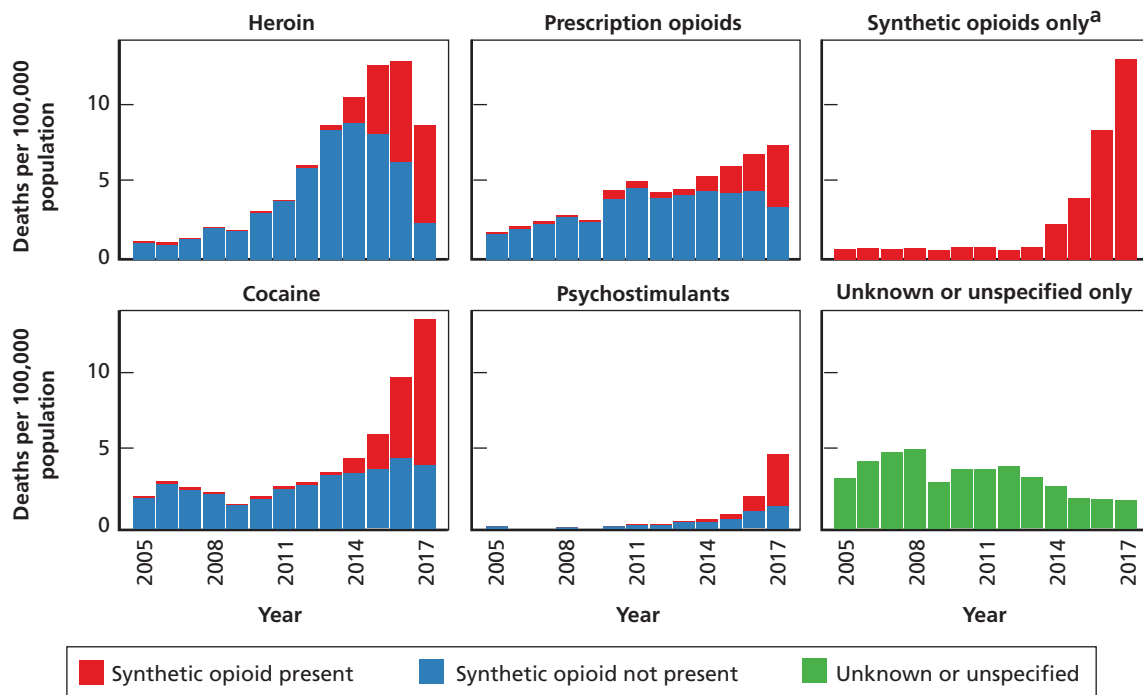 Heroin
Prescription opioids
Synthetic opioids onlya
Deaths per 100,000
population
10
5
0
Cocaine
Psychostimulants
Unknown or unspecified only
Deaths per 100,000
population
10
5
0
2005 2008 2011 2014 2017
2005 2008 2011 2014 2017
2005 2008 2011 2014 2017
Year
Year
Year
Synthetic opioid present
Synthetic opioid not present
Unknown or unspecified